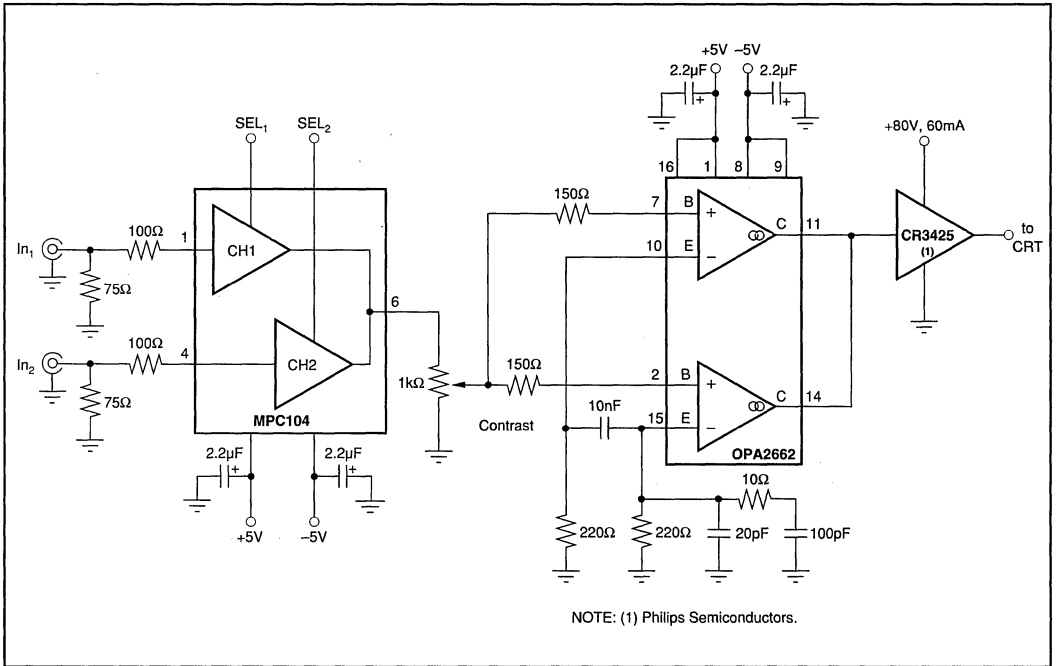 +5V –5V
2.2µF 2.2µF
+ +
SEL₁ SEL₂
+80V, 60mA
16 1 8 9
150Ω 7 B + C 11
In₁ 100Ω 1 CH1
10 E –
CR3425
(1)
to
CRT
75Ω
6
In₂ 100Ω 4 CH2
1kΩ
150Ω 2 B + C 14
75Ω
MPC104
Contrast
10nF 15 E –
OPA2662
2.2µF 2.2µF
+ +
10Ω
220Ω 220Ω 20pF 100pF
+5V –5V
NOTE: (1) Philips Semiconductors.